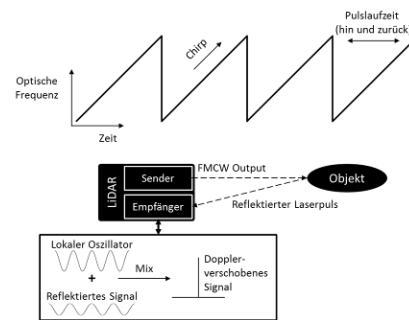 Pulslaufzeit
(hin und zurück)
Chirp
Optische
Frequenz
Zeit
FMCW Output
LiDAR
Sender
Empfänger
Objekt
Reflektierter Laserpuls
Lokaler Oszillator
+
Mix
Doppler-
verschobenes
Signal
Reflektiertes Signal